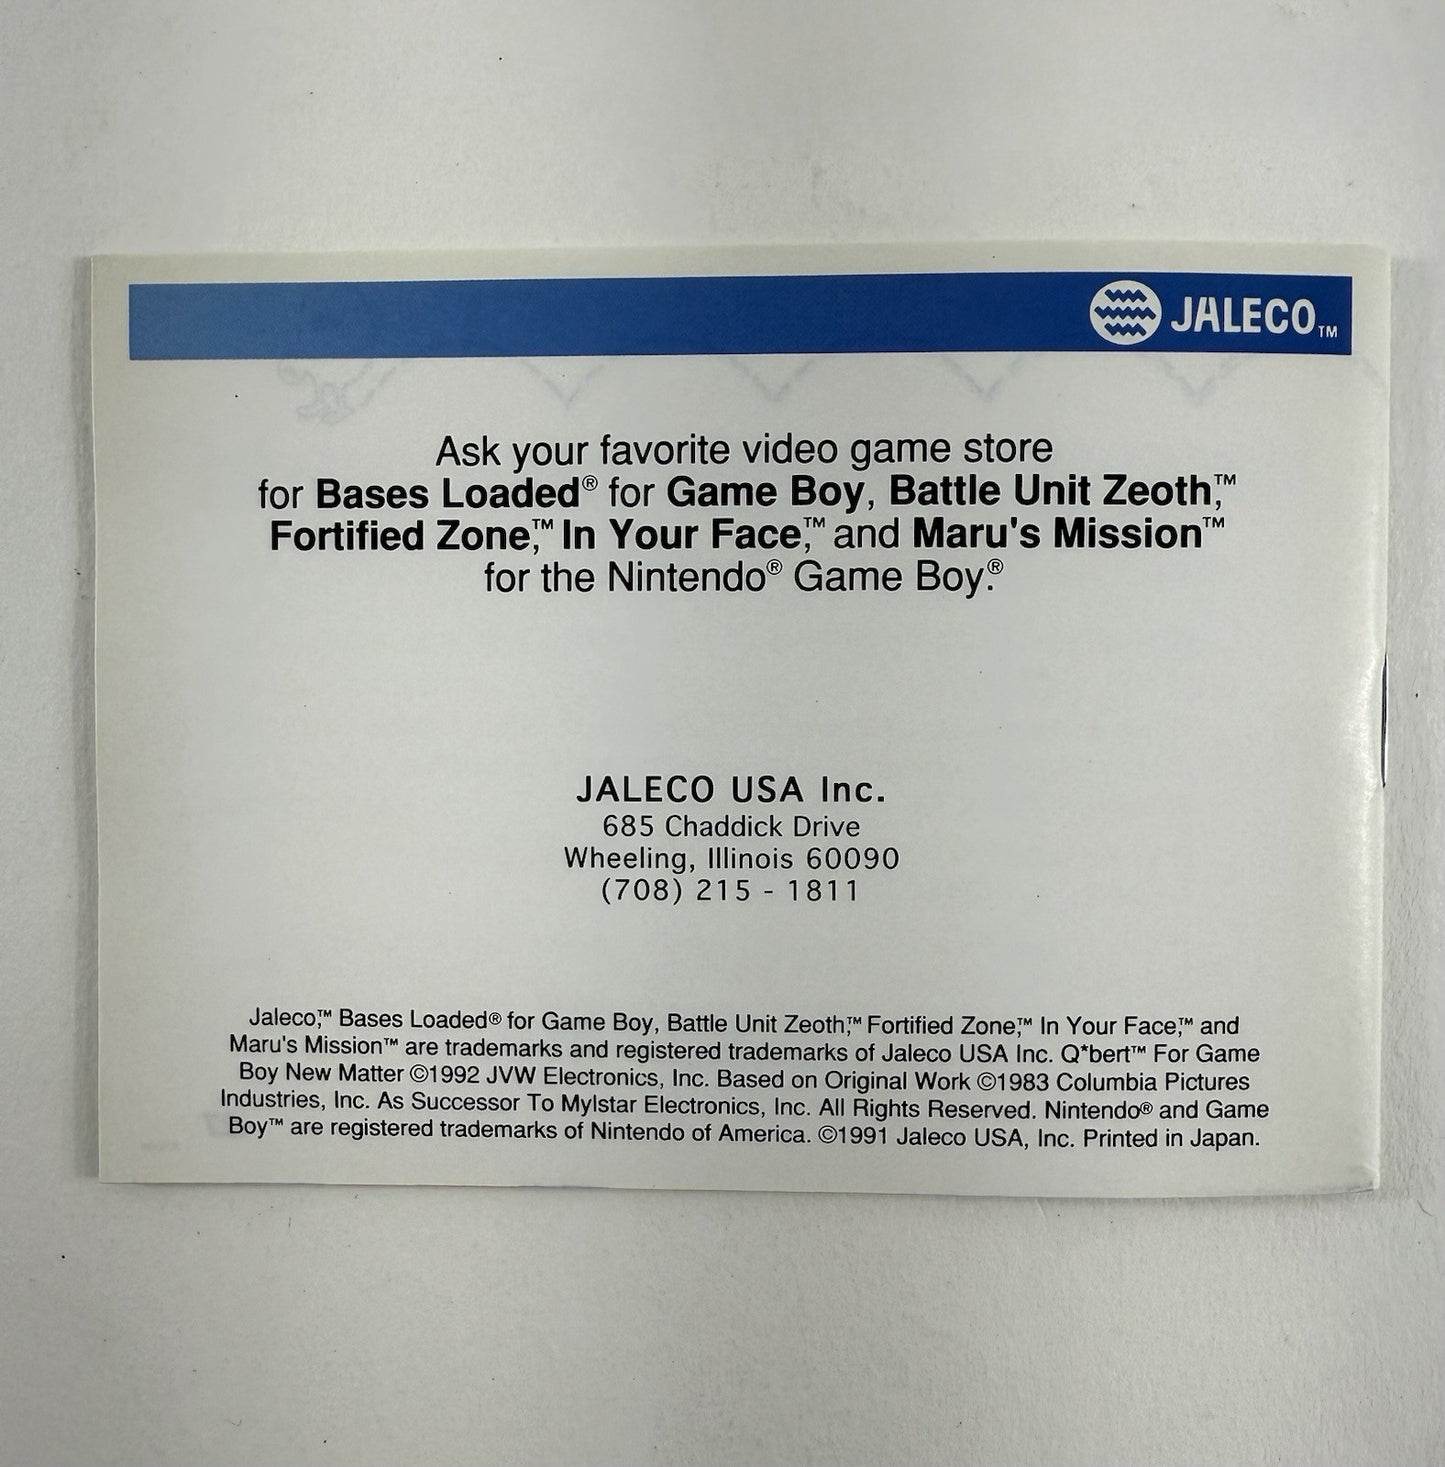 JALECO™
Ask your favorite video game store
for Bases Loaded® for Game Boy, Battle Unit Zeoth,™
Fortified Zone,™ In Your Face,™ and Maru's Mission™
for the Nintendo® Game Boy.®
JALECO USA Inc.
685 Chaddick Drive
Wheeling, Illinois 60090
(708) 215 - 1811
Jaleco,™ Bases Loaded® for Game Boy, Battle Unit Zeoth,™ Fortified Zone,™ In Your Face,™ and
Maru's Mission™ are trademarks and registered trademarks of Jaleco USA Inc. Q*bert™ For Game
Boy New Matter ©1992 JVW Electronics, Inc. Based on Original Work ©1983 Columbia Pictures
Industries, Inc. As Successor To Mylstar Electronics, Inc. All Rights Reserved. Nintendo® and Game
Boy™ are registered trademarks of Nintendo of America. ©1991 Jaleco USA, Inc. Printed in Japan.